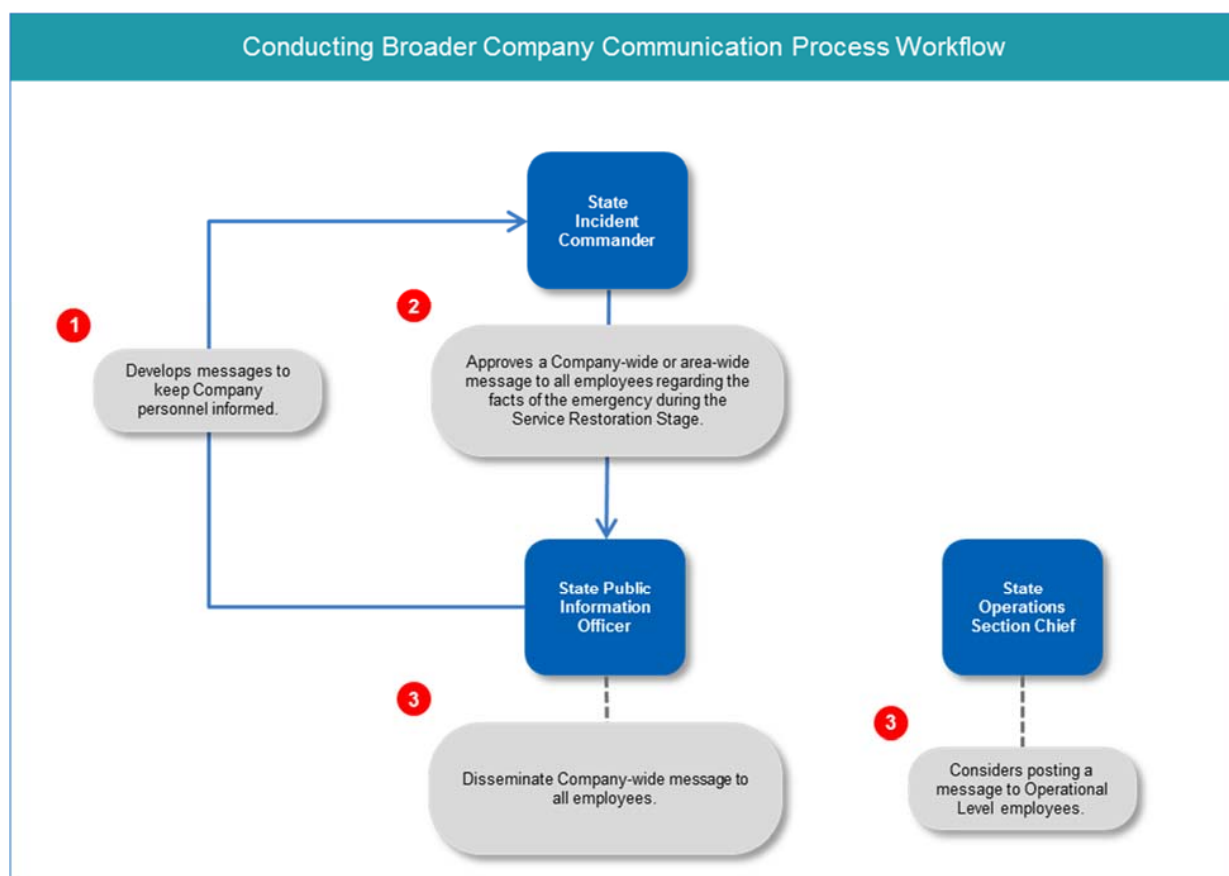 Conducting Broader Company Communication Process Workflow
State
Incident
Commander
1
2
Develops messages to
keep Company
personnel informed.
Approves a Company-wide or area-wide
message to all employees regarding the
facts of the emergency during the
Service Restoration Stage.
State Public
Information
Officer
State
Operations
Section Chief
3
Disseminate Company-wide message to
all employees.
3
Considers posting a
message to Operational
Level employees.